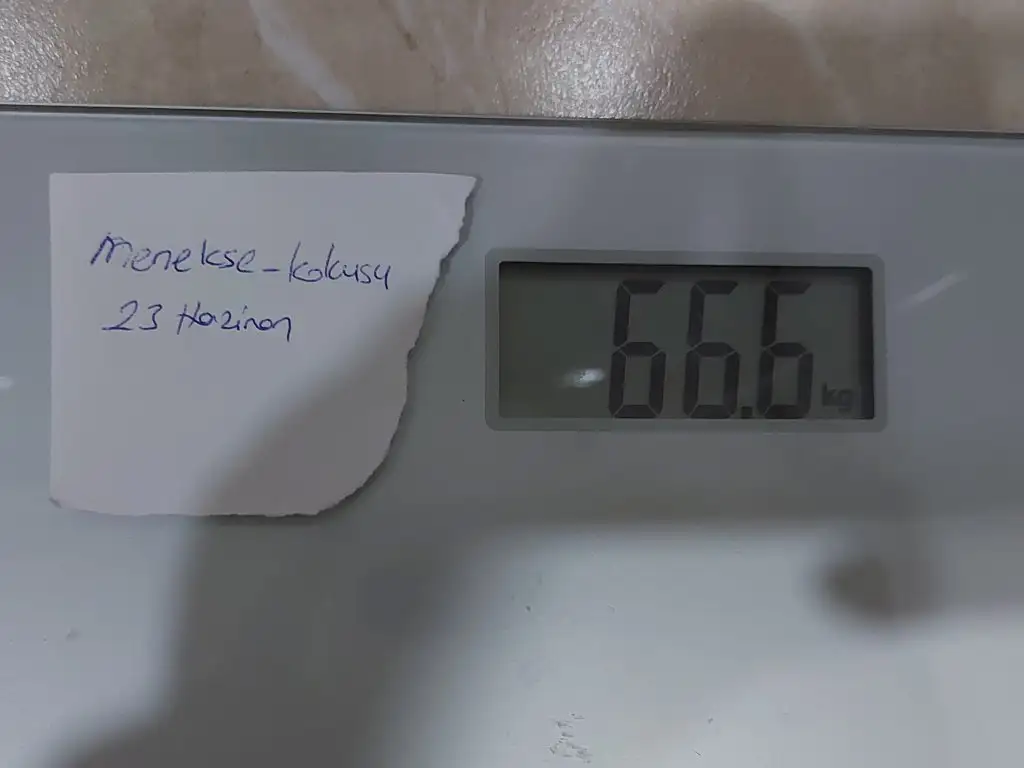 Menekse-kokusu
23 Haziran
66.6 kg